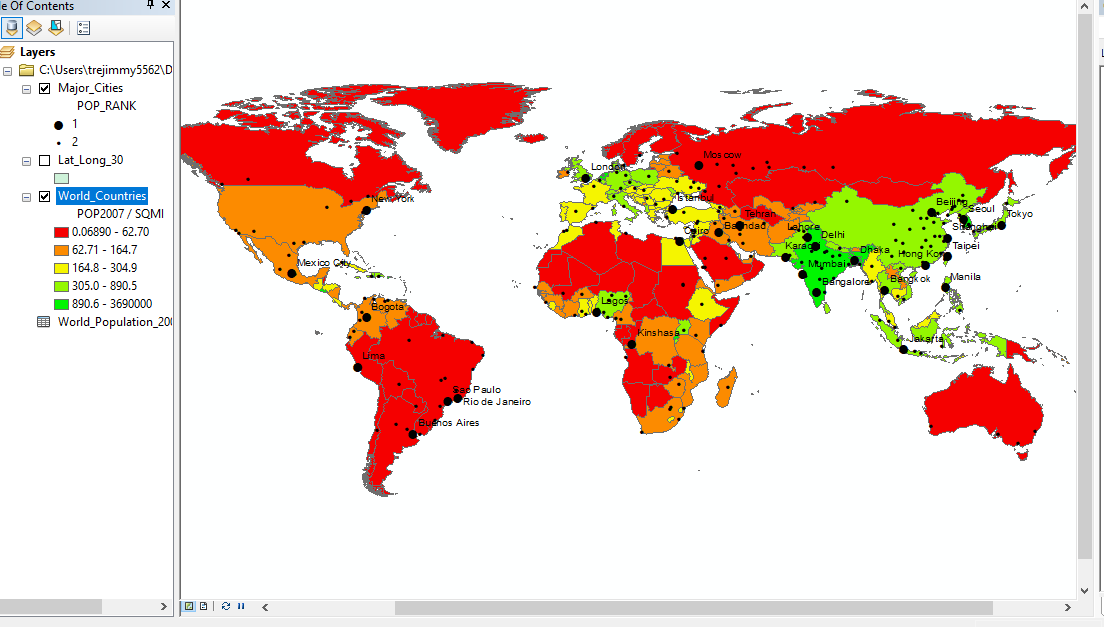 le Of Contents
Layers
C:\Users\trejimmy5562\D
Major_Cities
POP_RANK
1
2
Lat_Long_30
World_Countries
POP2007 / SQMI
0.06890 - 62.70
62.71 - 164.7
164.8 - 304.9
305.0 - 890.5
890.6 - 3690000
World_Population_200
Moscow
London
New York
Istanbul
Beijing
Seoul
Tokyo
Tehran
Baghdad
Cairo
Lahore
Delhi
Shanghai
Karachi
Dhaka
Hong Kong
Taipei
Mexico City
Mumbai
Bangalore
Bangkok
Manila
Lagos
Bogota
Kinshasa
Jakarta
Lima
Sao Paulo
Rio de Janeiro
Buenos Aires